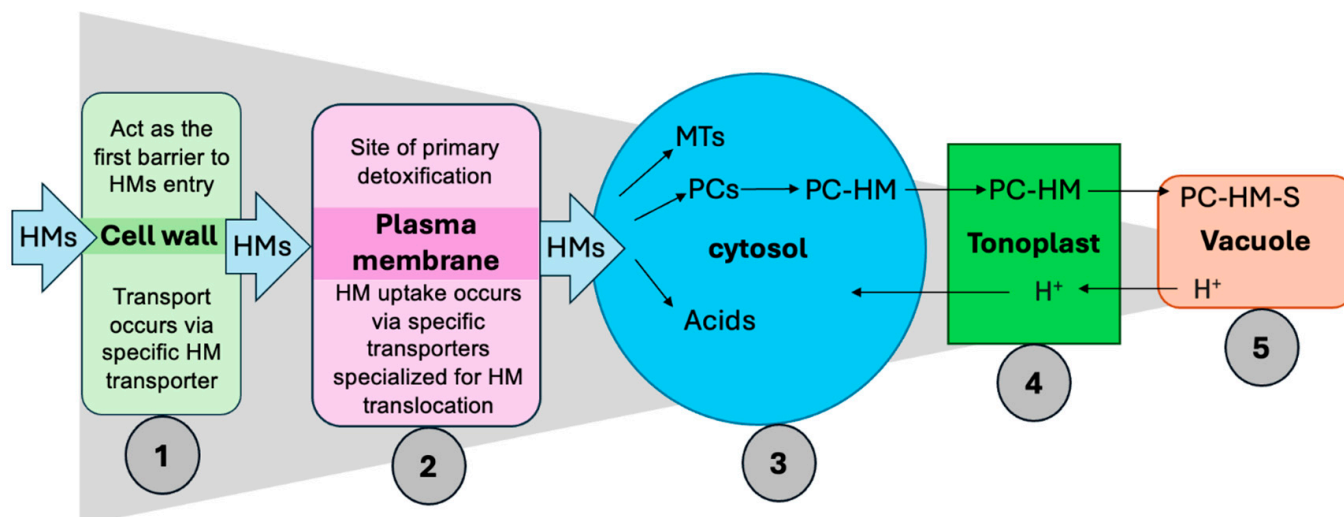 HMs
Act as the
first barrier to
HMs entry
Cell wall
Transport
occurs via
specific HM
transporter
1
HMs
Site of primary
detoxification
Plasma
membrane
HM uptake occurs
via specific
transporters
specialized for HM
translocation
2
HMs
MTs
PCs
PC-HM
cytosol
Acids
3
PC-HM
Tonoplast
H⁺
4
PC-HM-S
Vacuole
H⁺
5